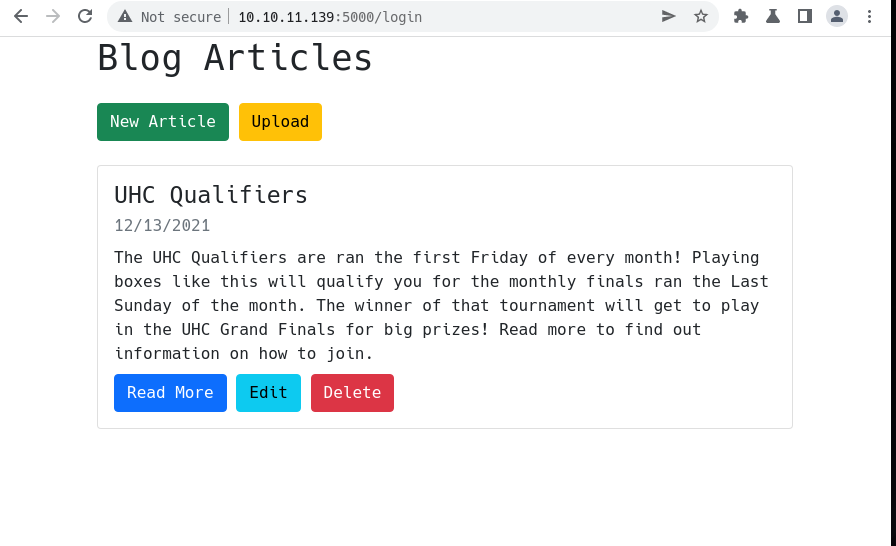 Not secure 10.10.11.139:5000/login
Blog Articles
New Article Upload
UHC Qualifiers
12/13/2021
The UHC Qualifiers are ran the first Friday of every month! Playing
boxes like this will qualify you for the monthly finals ran the Last
Sunday of the month. The winner of that tournament will get to play
in the UHC Grand Finals for big prizes! Read more to find out
information on how to join.
Read More Edit Delete